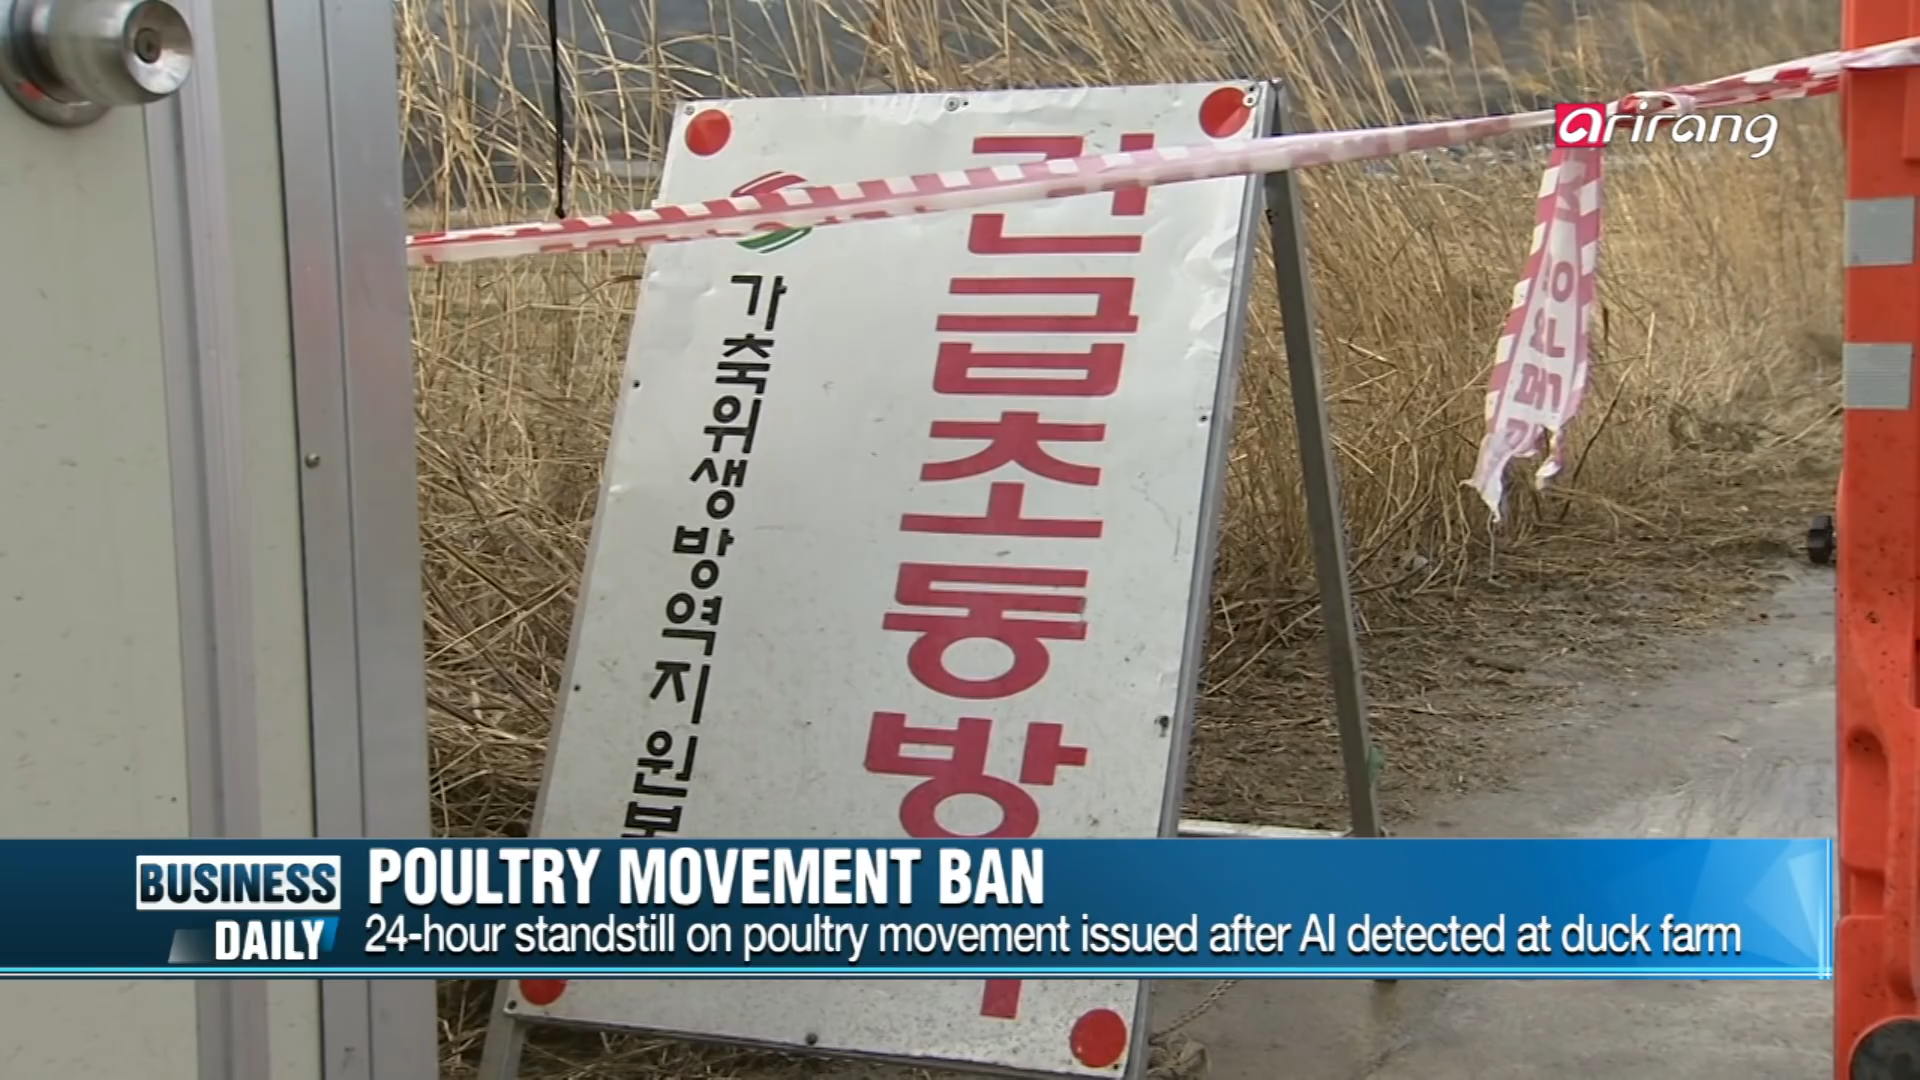 arirang
긴급초동방역
가축위생방역지원본
BUSINESS DAILY
POULTRY MOVEMENT BAN
24-hour standstill on poultry movement issued after AI detected at duck farm